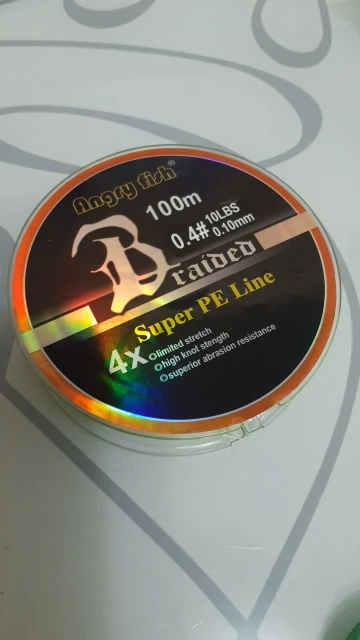 Angry fish®
100m
0.4# 10LBS
0.10mm
Braided
Super PE Line
4x
limited stretch
high knot stength
superior abrasion resistance